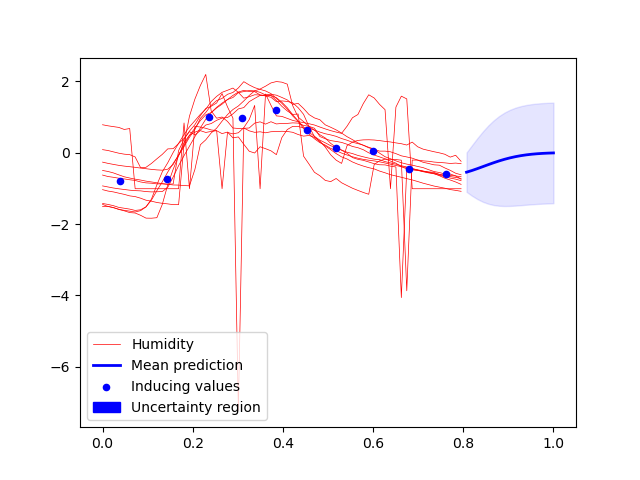 2
0
−2
−4
−6
0.0 0.2 0.4 0.6 0.8 1.0
Humidity
Mean prediction
Inducing values
Uncertainty region